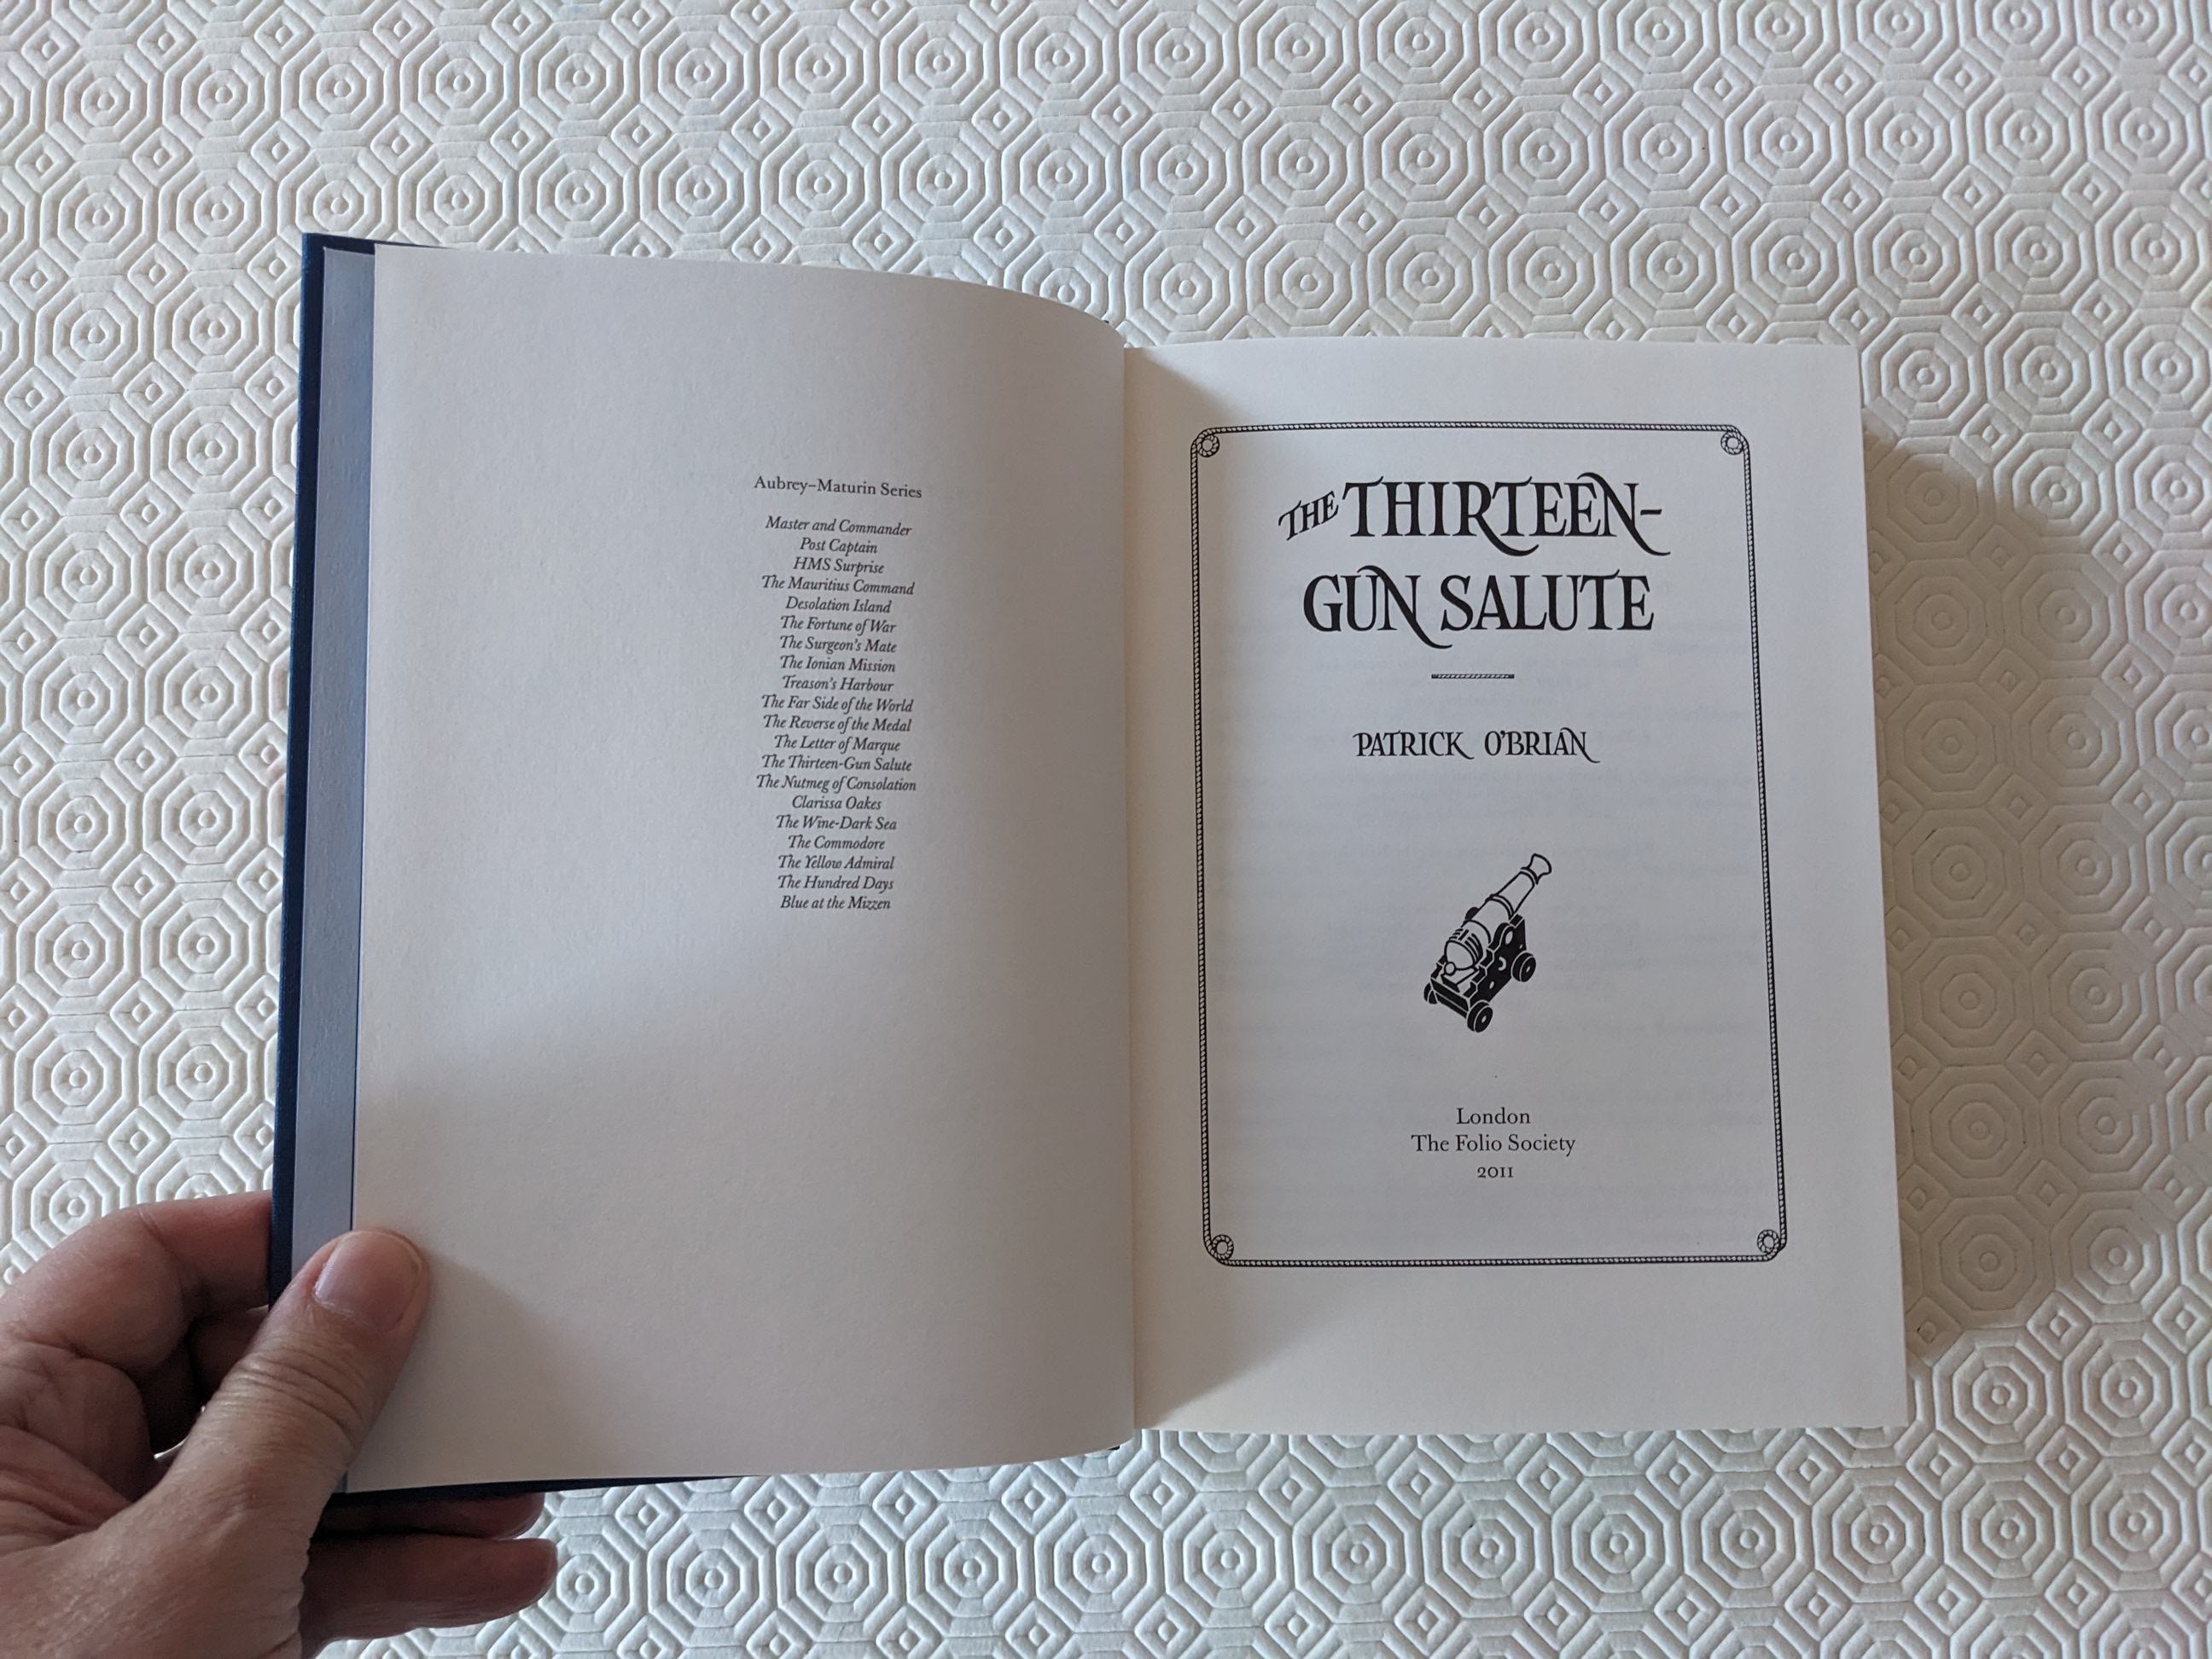 Aubrey–Maturin Series
Master and Commander
Post Captain
HMS Surprise
The Mauritius Command
Desolation Island
The Fortune of War
The Surgeon's Mate
The Ionian Mission
Treason's Harbour
The Far Side of the World
The Reverse of the Medal
The Letter of Marque
The Thirteen-Gun Salute
The Nutmeg of Consolation
Clarissa Oakes
The Wine-Dark Sea
The Commodore
The Yellow Admiral
The Hundred Days
Blue at the Mizzen
THE THIRTEEN-
GUN SALUTE
PATRICK O'BRIAN
London
The Folio Society
2011